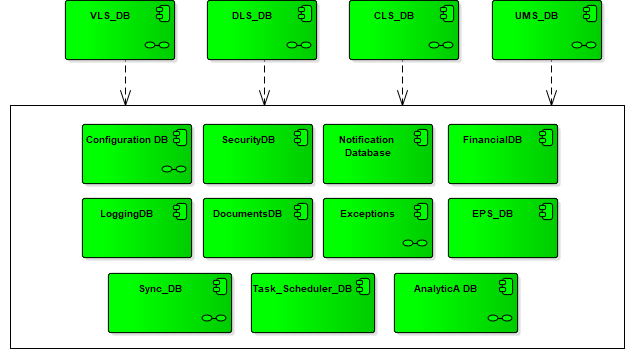 VLS_DB
DLS_DB
CLS_DB
UMS_DB
Configuration DB
SecurityDB
Notification
Database
FinancialDB
LoggingDB
DocumentsDB
Exceptions
EPS_DB
Sync_DB
Task_Scheduler_DB
AnalyticA DB